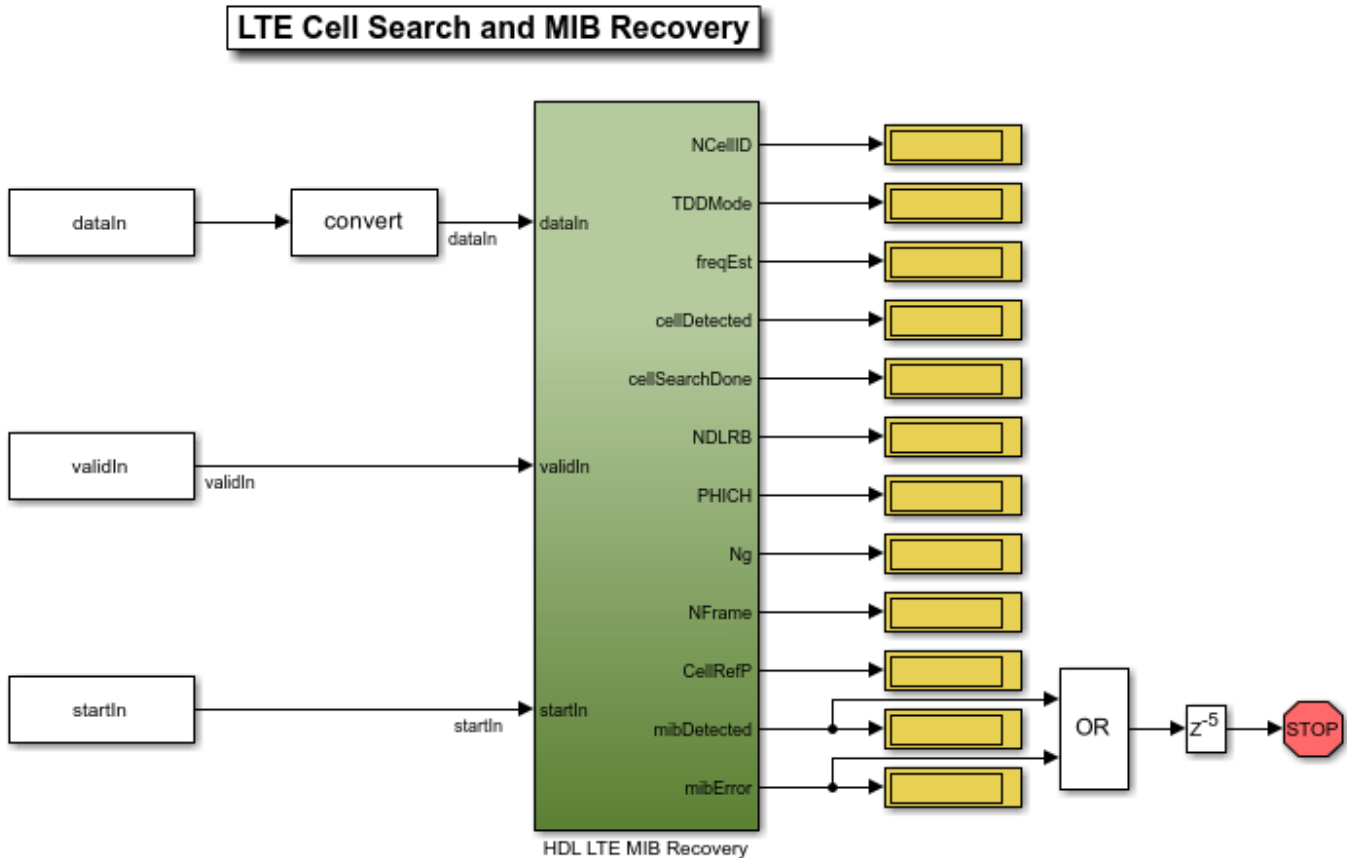 LTE Cell Search and MIB Recovery
NCellID
TDDMode
dataIn
convert
dataIn
dataIn
freqEst
cellDetected
cellSearchDone
NDLRB
validIn
validIn
validIn
PHICH
Ng
NFrame
CellRefP
startIn
startIn
startIn
mibDetected
OR
z-5
STOP
mibError
HDL LTE MIB Recovery